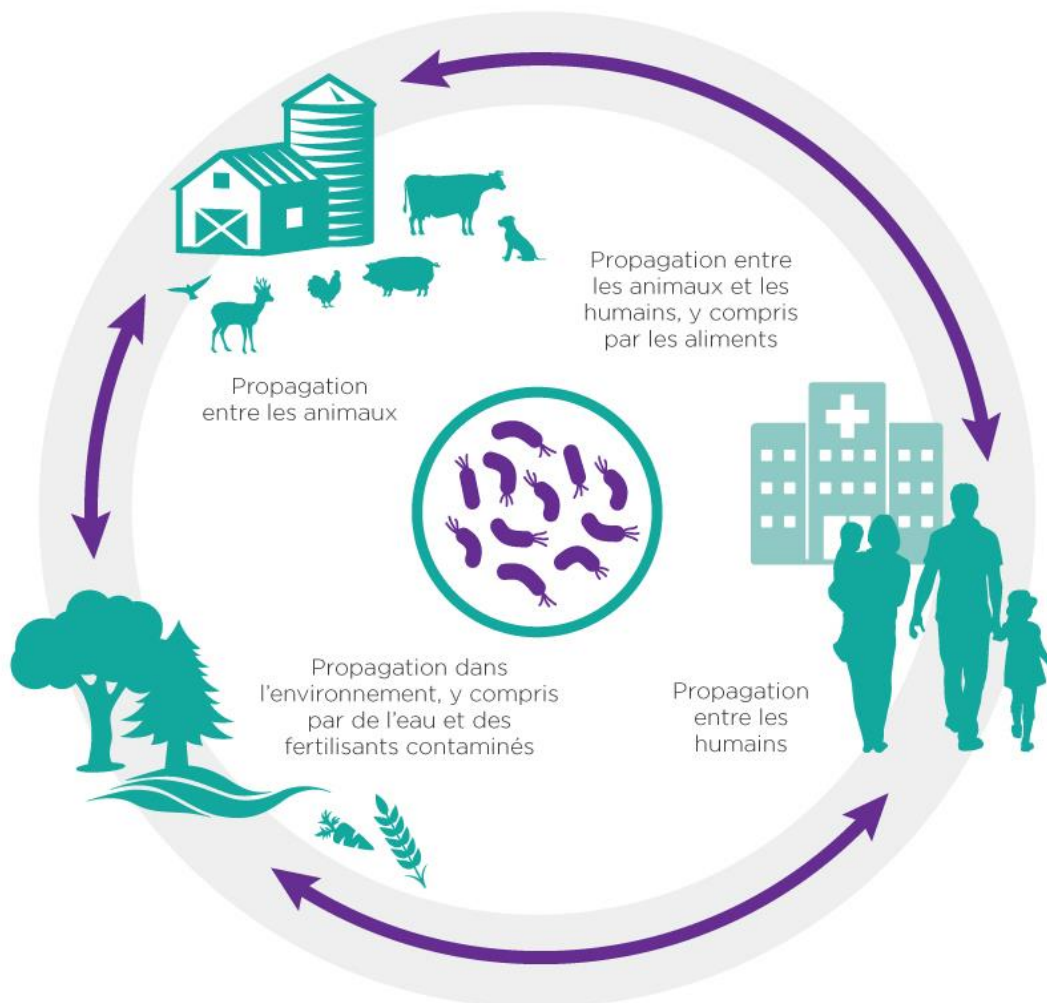 Propagation entre
les animaux et les
humains, y compris
par les aliments
Propagation
entre les animaux
Propagation dans
l'environnement, y compris
par de l'eau et des
fertilisants contaminés
Propagation
entre les
humains